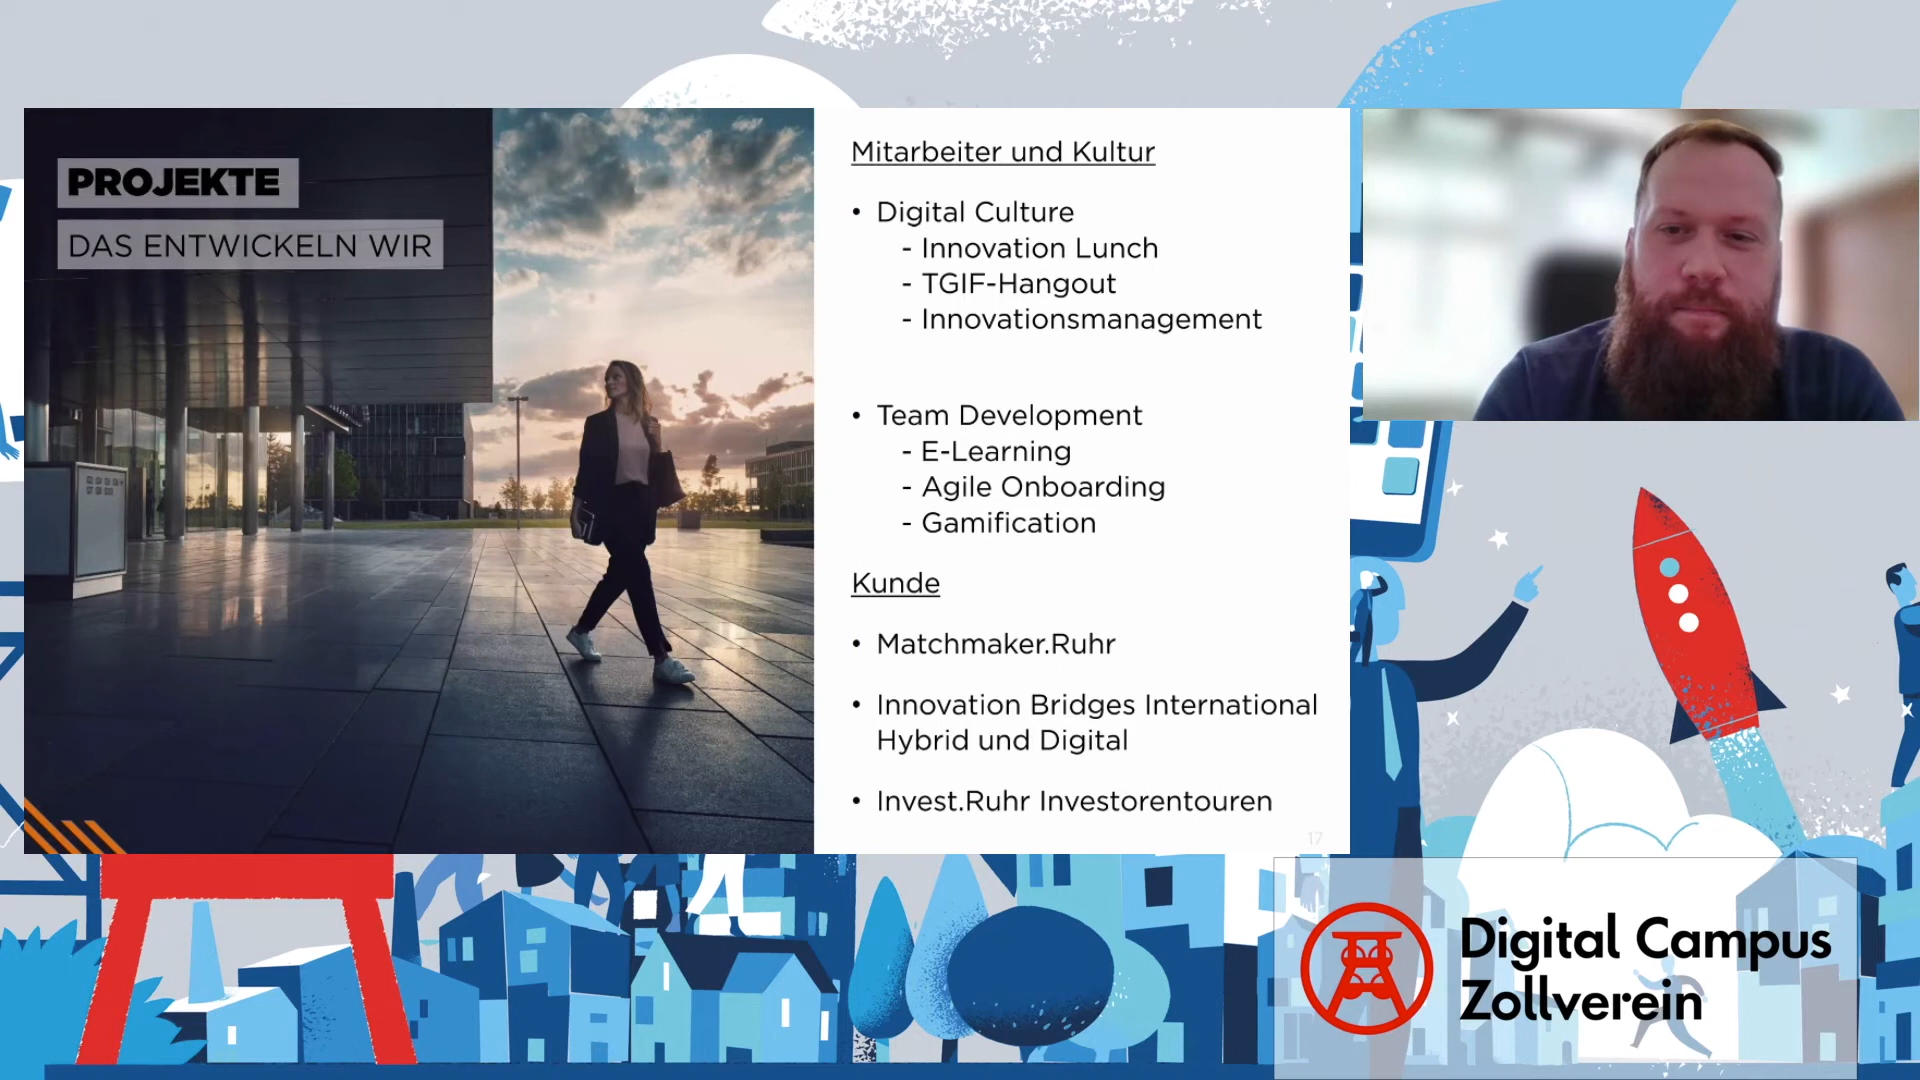 PROJEKTE
DAS ENTWICKELN WIR
Mitarbeiter und Kultur
• Digital Culture
- Innovation Lunch
- TGIF-Hangout
- Innovationsmanagement
• Team Development
- E-Learning
- Agile Onboarding
- Gamification
Kunde
• Matchmaker.Ruhr
• Innovation Bridges International
Hybrid und Digital
• Invest.Ruhr Investorentouren
17
Digital Campus
Zollverein